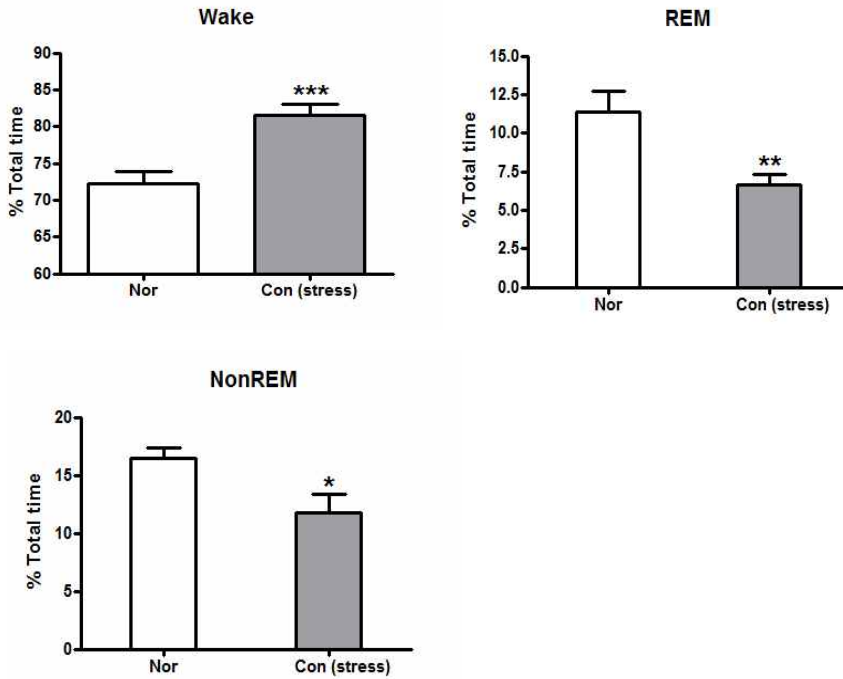 Wake
% Total time
90
85
80
75
70
65
60
***
Nor
Con (stress)
REM
% Total time
15.0
12.5
10.0
7.5
5.0
2.5
0.0
**
Nor
Con (stress)
NonREM
% Total time
20
15
10
5
0
*
Nor
Con (stress)